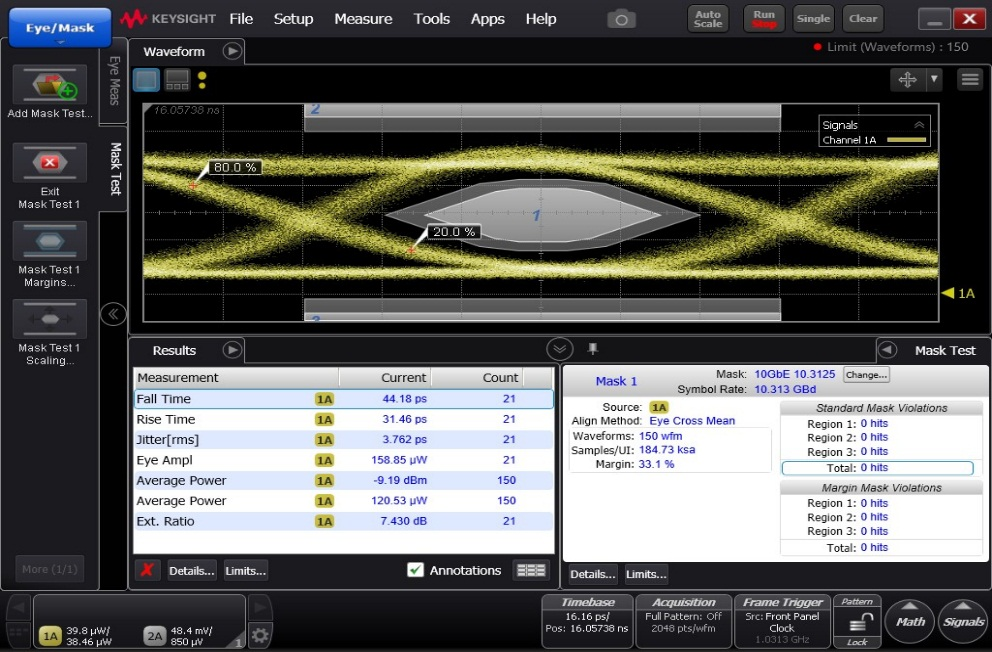 Eye/Mask
KEYSIGHT File Setup Measure Tools Apps Help
Auto Scale
Run Stop
Single
Clear
Waveform
Limit (Waveforms) : 150
Eye Meas
Mask Test
Add Mask Test...
Exit
Mask Test 1
Mask Test 1
Margins...
Mask Test 1
Scaling...
More (1/1)
16.05738 ns
2
Signals
Channel 1A
80.0 %
1
20.0 %
1A
3
Results
Measurement Current Count
Fall Time 1A 44.18 ps 21
Rise Time 1A 31.46 ps 21
Jitter[rms] 1A 3.762 ps 21
Eye Ampl 1A 158.85 µW 21
Average Power 1A -9.19 dBm 150
Average Power 1A 120.53 µW 150
Ext. Ratio 1A 7.430 dB 21
Details... Limits... Annotations
Mask Test
Mask 1
Mask: 10GbE 10.3125 Change...
Symbol Rate: 10.313 GBd
Source: 1A
Align Method: Eye Cross Mean
Waveforms: 150 wfm
Samples/UI: 184.73 ksa
Margin: 33.1 %
Standard Mask Violations
Region 1: 0 hits
Region 2: 0 hits
Region 3: 0 hits
Total: 0 hits
Margin Mask Violations
Region 1: 0 hits
Region 2: 0 hits
Region 3: 0 hits
Total: 0 hits
Details... Limits...
1A 39.8 µW/
38.46 µW
2A 48.4 mV/
850 µV
1
Timebase
16.16 ps/
Pos: 16.05738 ns
Acquisition
Full Pattern: Off
2048 pts/wfm
Frame Trigger
Src: Front Panel
Clock
1.0313 GHz
Pattern
Lock
Math
Signals